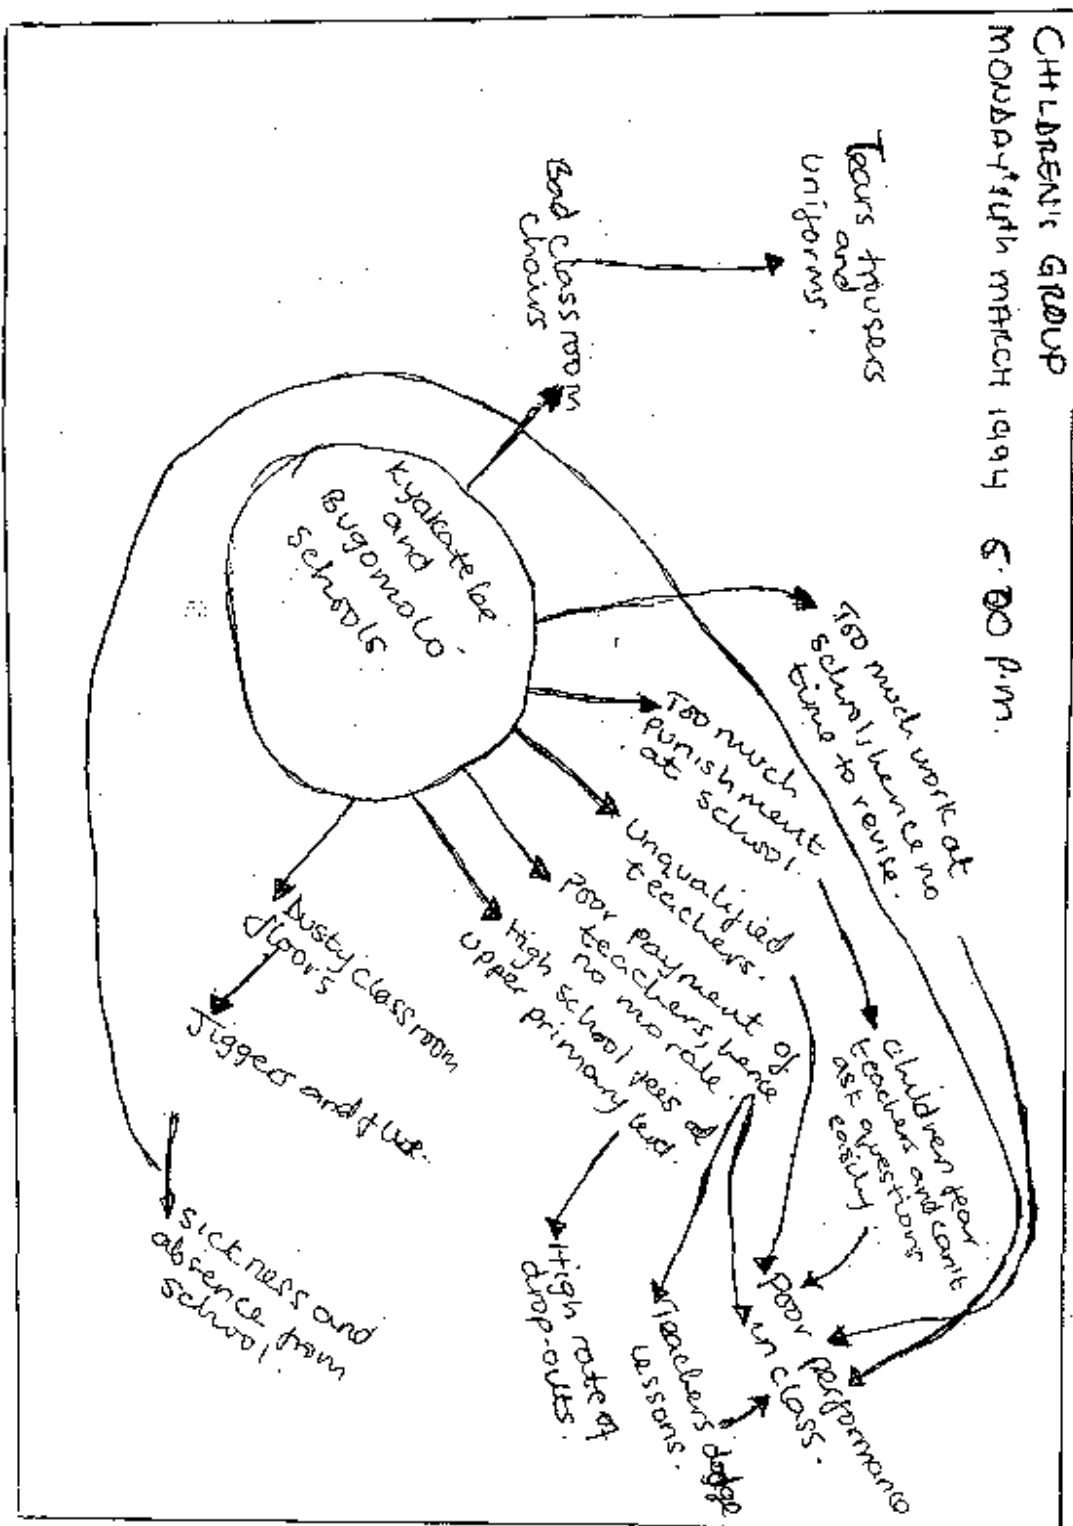 CHILDREN'S GROUP
MONDAY 14th MARCH 1994 5.00 P.m.
Tears trousers
and
uniforms.
Bad classroom
chairs
Kyakatebe
and
Bugomolo
schools
Too much work at
school, hence no
time to revise.
Too much
punishment
at school.
Unqualified
teachers.
Poor payment of
teachers, hence
no morale.
High school fees at
upper primary
Dusty classroom
floors
Jiggers and
Sickness and
absence from
school.
Children fear
teachers and can't
ask questions
easily
Poor performance
in class.
Teachers dodge
lessons.
High rate of
drop-outs.